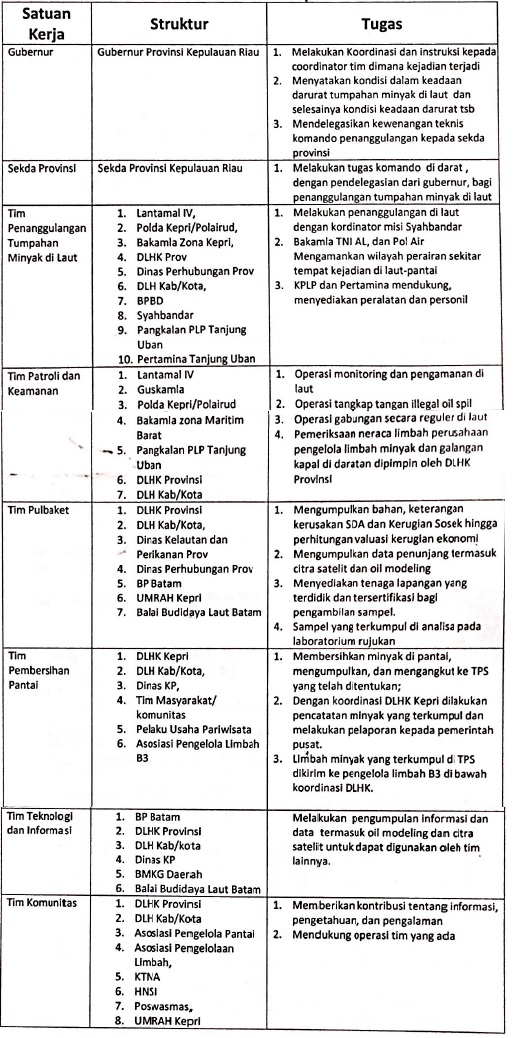 Satuan
Kerja
Struktur
Tugas
Gubernur
Gubernur Provinsi Kepulauan Riau
1. Melakukan Koordinasi dan instruksi kepada
coordinator tim dimana kejadian terjadi
2. Menyatakan kondisi dalam keadaan
darurat tumpahan minyak di laut dan
selesainya kondisi keadaan darurat tsb
3. Mendelegasikan kewenangan teknis
komando penanggulangan kepada sekda
provinsi
Sekda Provinsi
Sekda Provinsi Kepulauan Riau
1. Melakukan tugas komando di darat ,
dengan pendelegasian dari gubernur, bagi
penanggulangan tumpahan minyak di laut
Tim
Penanggulangan
Tumpahan
Minyak di Laut
1. Lantamal IV,
2. Polda Kepri/Polairud,
3. Bakamla Zona Kepri,
4. DLHK Prov
5. Dinas Perhubungan Prov
6. DLH Kab/Kota,
7. BPBD
8. Syahbandar
9. Pangkalan PLP Tanjung
Uban
10. Pertamina Tanjung Uban
1. Melakukan penanggulangan di laut
dengan kordinator misi Syahbandar
2. Bakamla TNI AL, dan Pol Air
Mengamankan wilayah perairan sekitar
tempat kejadian di laut-pantai
3. KPLP dan Pertamina mendukung,
menyediakan peralatan dan personil
Tim Patroli dan
Keamanan
1. Lantamal IV
2. Guskamla
3. Polda Kepri/Polairud
4. Bakamla zona Maritim
Barat
5. Pangkalan PLP Tanjung
Uban
6. DLHK Provinsi
7. DLH Kab/Kota
1. Operasi monitoring dan pengamanan di
laut
2. Operasi tangkap tangan illegal oil spil
3. Operasi gabungan secara reguler di laut
4. Pemeriksaan neraca limbah perusahaan
pengelola limbah minyak dan galangan
kapal di daratan dipimpin oleh DLHK
Provinsi
Tim Pulbaket
1. DLHK Provinsi
2. DLH Kab/Kota,
3. Dinas Kelautan dan
Perikanan Prov
4. Dinas Perhubungan Prov
5. BP Batam
6. UMRAH Kepri
7. Balai Budidaya Laut Batam
1. Mengumpulkan bahan, keterangan
kerusakan SDA dan Kerugian Sosek hingga
perhitungan valuasi kerugian ekonomi
2. Mengumpulkan data penunjang termasuk
citra satelit dan oil modeling
3. Menyediakan tenaga lapangan yang
terdidik dan tersertifikasi bagi
pengambilan sampel.
4. Sampel yang terkumpul di analisa pada
laboratorium rujukan
Tim
Pembersihan
Pantai
1. DLHK Kepri
2. DLH Kab/Kota,
3. Dinas KP,
4. Tim Masyarakat/
komunitas
5. Pelaku Usaha Pariwisata
6. Asosiasi Pengelola Limbah
B3
1. Membersihkan minyak di pantai,
mengumpulkan, dan mengangkut ke TPS
yang telah ditentukan;
2. Dengan koordinasi DLHK Kepri dilakukan
pencatatan minyak yang terkumpul dan
melakukan pelaporan kepada pemerintah
pusat.
3. Limbah minyak yang terkumpul di TPS
dikirim ke pengelola limbah B3 di bawah
koordinasi DLHK.
Tim Teknologi
dan Informasi
1. BP Batam
2. DLHK Provinsi
3. DLH Kab/kota
4. Dinas KP
5. BMKG Daerah
6. Balai Budidaya Laut Batam
Melakukan pengumpulan informasi dan
data termasuk oil modeling dan citra
satelit untuk dapat digunakan oleh tim
lainnya.
Tim Komunitas
1. DLHK Provinsi
2. DLH Kab/Kota
3. Asosiasi Pengelola Pantai
4. Asosiasi Pengelolaan
Limbah,
5. KTNA
6. HNSI
7. Poswasmas,
8. UMRAH Kepri
1. Memberikan kontribusi tentang informasi,
pengetahuan, dan pengalaman
2. Mendukung operasi tim yang ada